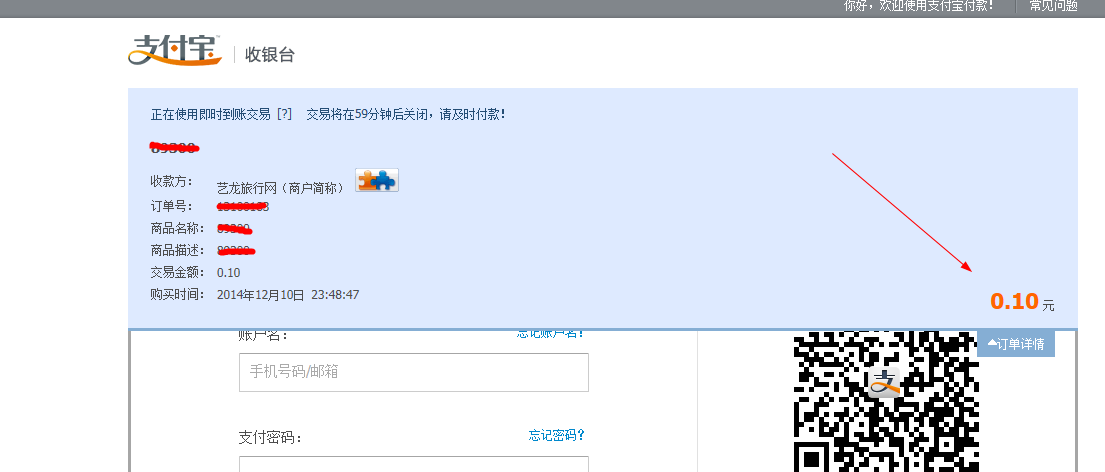 你好，欢迎使用支付宝付款！ 常见问题
支付宝 收银台
正在使用即时到账交易 [?] 交易将在59分钟后关闭，请及时付款！
收款方： 艺龙旅行网（商户简称）
订单号：
商品名称：
商品描述：
交易金额： 0.10
购买时间： 2014年12月10日 23:48:47
0.10 元
订单详情
账户名： 忘记账户名？
手机号码/邮箱
支付密码： 忘记密码？